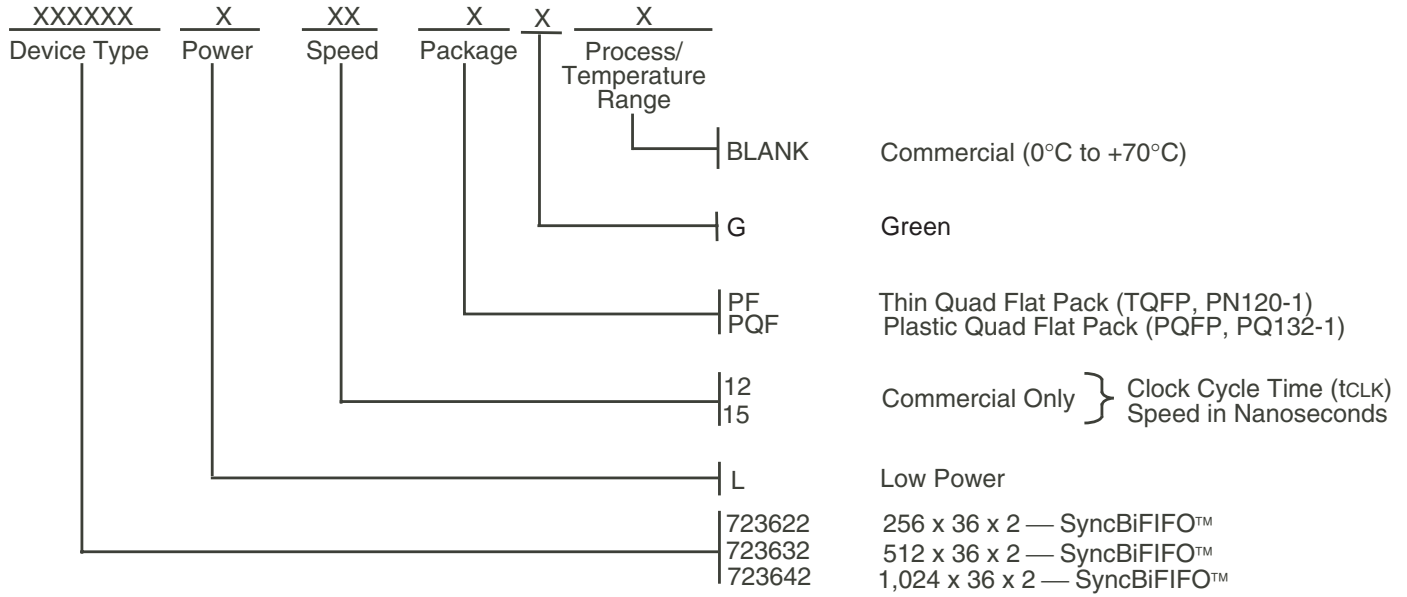 XXXXXX X XX X X X
Device Type Power Speed Package Process/
Temperature
Range
BLANK Commercial (0°C to +70°C)
G Green
PF Thin Quad Flat Pack (TQFP, PN120-1)
PQF Plastic Quad Flat Pack (PQFP, PQ132-1)
12
15
Commercial Only
Clock Cycle Time (tCLK)
Speed in Nanoseconds
L Low Power
723622 256 x 36 x 2 — SyncBiFIFO™
723632 512 x 36 x 2 — SyncBiFIFO™
723642 1,024 x 36 x 2 — SyncBiFIFO™